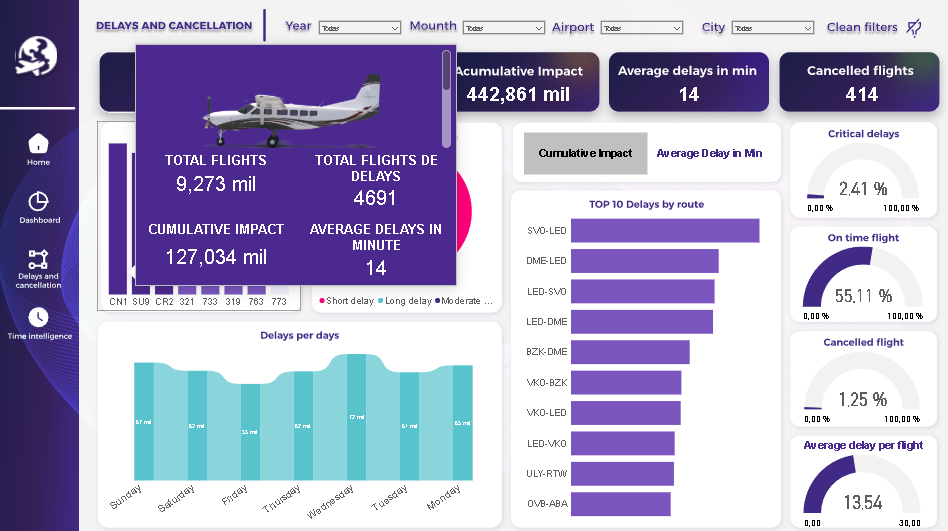 DELAYS AND CANCELLATION
Year
Todas
Mounth
Todas
Airport
Todas
City
Todas
Clean filters
Home
Dashboard
Delays and
cancellation
Time intelligence
Acumulative Impact
442,861 mil
Average delays in min
14
Cancelled flights
414
TOTAL FLIGHTS
9,273 mil
TOTAL FLIGHTS DE
DELAYS
4691
CUMULATIVE IMPACT
127,034 mil
AVERAGE DELAYS IN
MINUTE
14
CN1 SU9 CR2 321 733 319 763 773
Short delay Long delay Moderate ...
Cumulative Impact
Average Delay in Min
TOP 10 Delays by route
SVO-LED
DME-LED
LED-SVO
LED-DME
BZK-DME
VKO-BZK
VKO-LED
LED-VKO
ULY-RTW
OVB-ABA
Critical delays
2,41 %
0,00 % 100,00 %
On time flight
55,11 %
0,00 % 100,00 %
Cancelled flight
1,25 %
0,00 % 100,00 %
Average delay per flight
13,54
0,00 30,00
Delays per days
62 mil
53 mil
62 mil
72 mil
61 mil
63 mil
Sunday
Saturday
Friday
Thursday
Wednesday
Tuesday
Monday